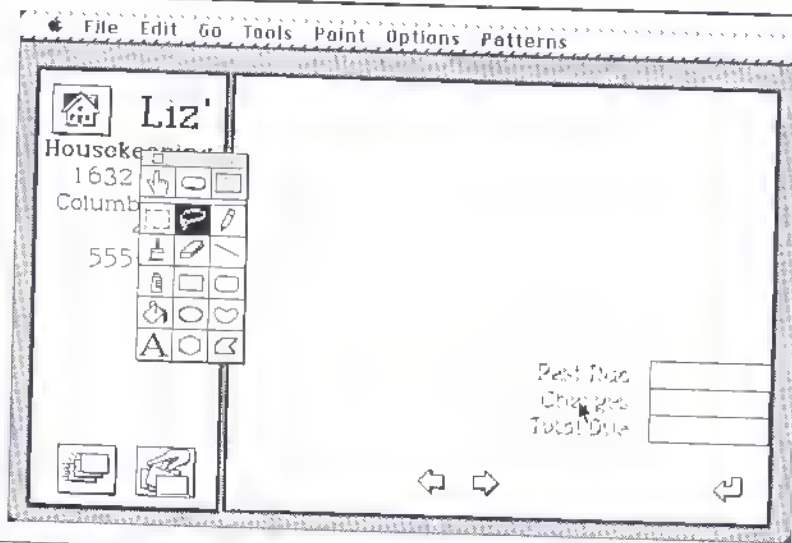 File Edit Go Tools Paint Options Patterns
Liz'
Housekeeping
1632
Columb
555
A
Past Due
Charges
Total Due